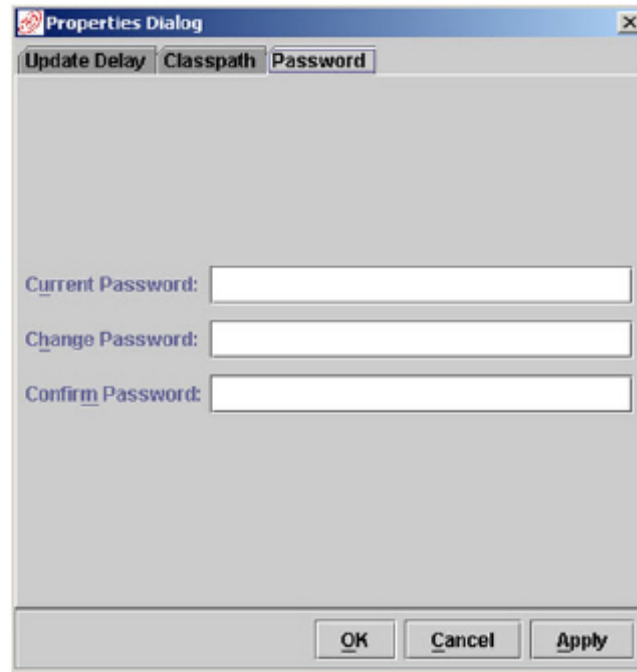 Properties Dialog
Update Delay Classpath Password
Current Password:
Change Password:
Confirm Password:
OK Cancel Apply